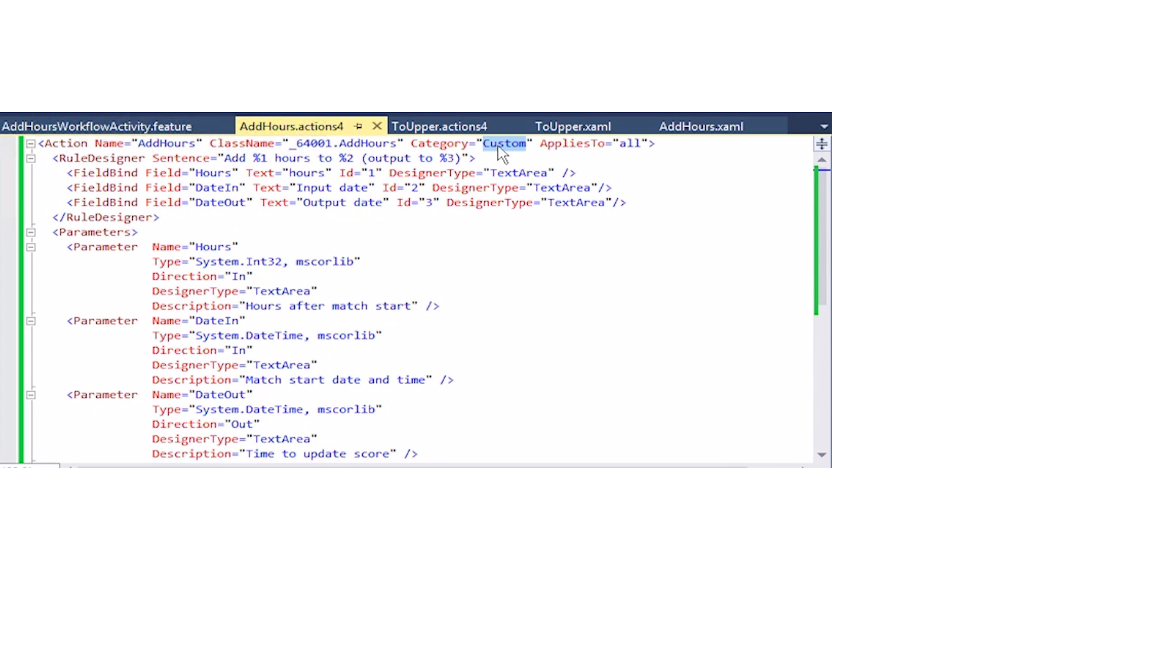 AddHoursWorkflowActivity.feature AddHours.actions4 ToUpper.actions4 ToUpper.xaml AddHours.xaml
<Action Name="AddHours" ClassName="_64001.AddHours" Category="Custom" AppliesTo="all">
<RuleDesigner Sentence="Add %1 hours to %2 (output to %3)">
<FieldBind Field="Hours" Text="hours" Id="1" DesignerType="TextArea" />
<FieldBind Field="DateIn" Text="Input date" Id="2" DesignerType="TextArea"/>
<FieldBind Field="DateOut" Text="Output date" Id="3" DesignerType="TextArea"/>
</RuleDesigner>
<Parameters>
<Parameter Name="Hours"
Type="System.Int32, mscorlib"
Direction="In"
DesignerType="TextArea"
Description="Hours after match start" />
<Parameter Name="DateIn"
Type="System.DateTime, mscorlib"
Direction="In"
DesignerType="TextArea"
Description="Match start date and time" />
<Parameter Name="DateOut"
Type="System.DateTime, mscorlib"
Direction="Out"
DesignerType="TextArea"
Description="Time to update score" />